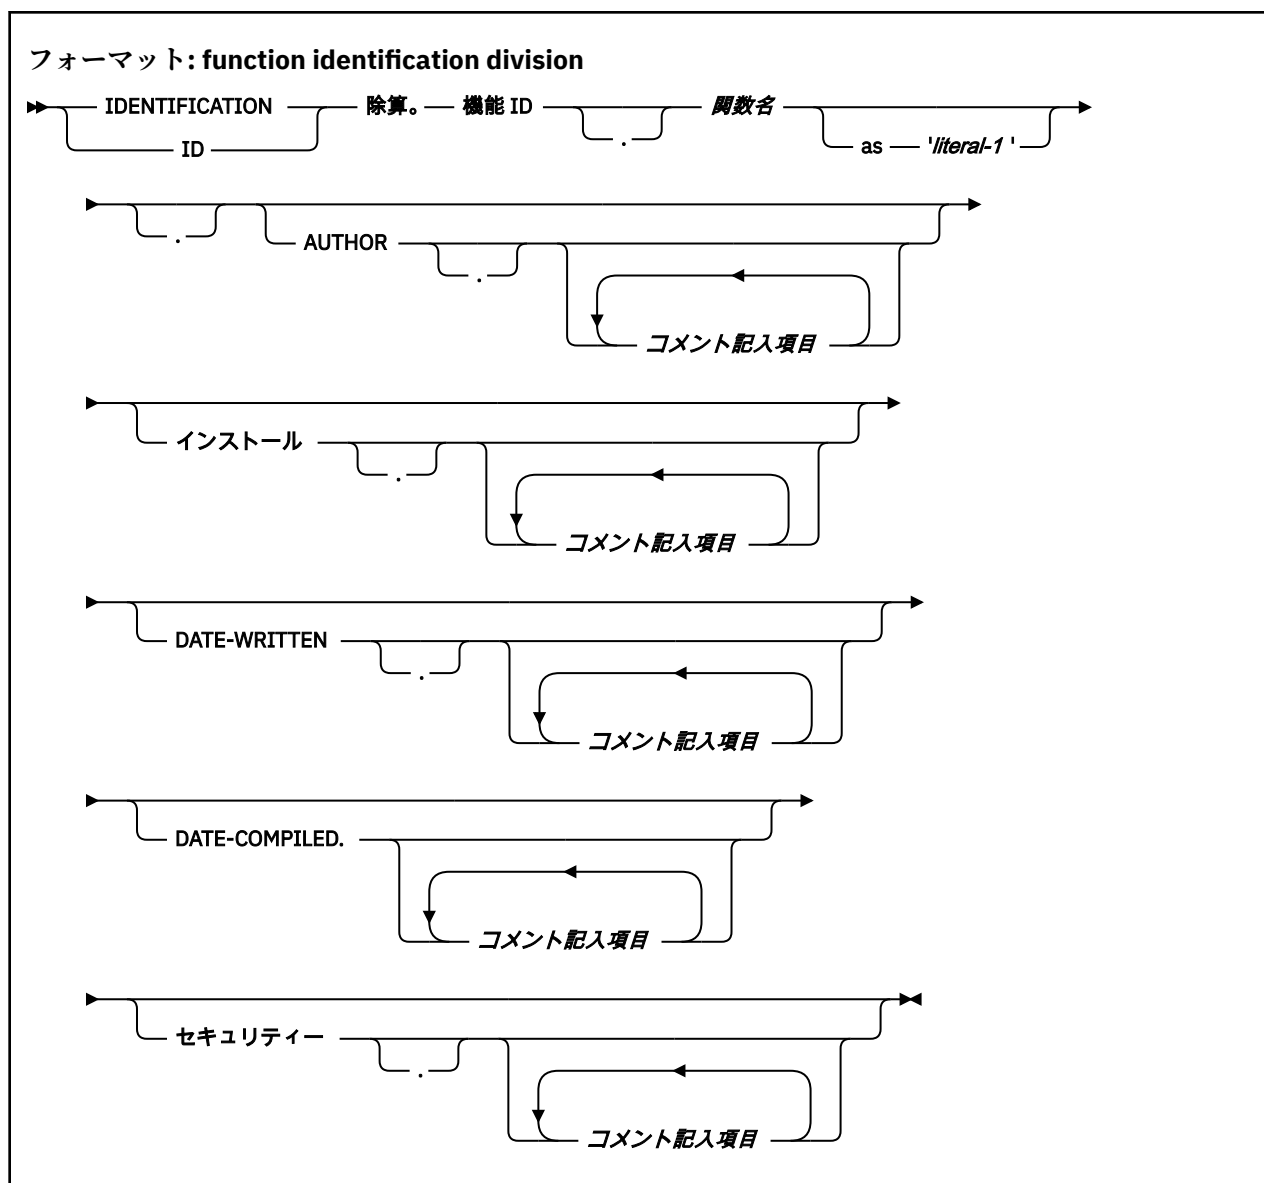 フォーマット: function identification division
IDENTIFICATION 除算。 機能 ID . 関数名
ID as 'literal-1 '
. AUTHOR .
コメント記入項目
インストール .
コメント記入項目
DATE-WRITTEN .
コメント記入項目
DATE-COMPILED.
コメント記入項目
セキュリティー .
コメント記入項目